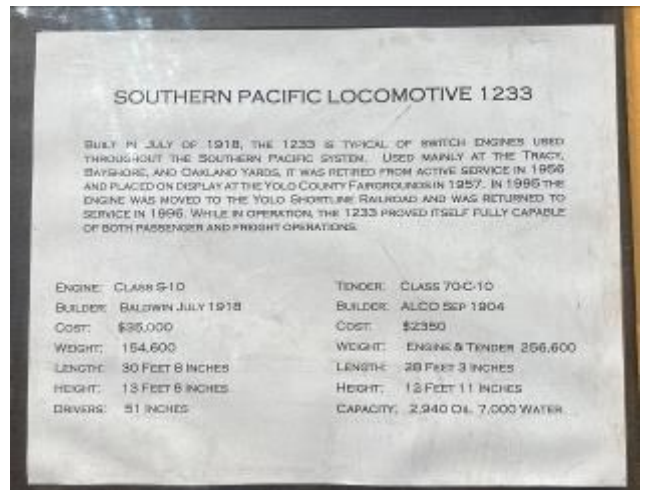 SOUTHERN PACIFIC LOCOMOTIVE 1233
BUILT IN JULY OF 1918, THE 1233 IS TYPICAL OF SWITCH ENGINES USED
THROUGHOUT THE SOUTHERN PACIFIC SYSTEM. USED MAINLY AT THE TRACY,
BAYSHORE, AND OAKLAND YARDS, IT WAS RETIRED FROM ACTIVE SERVICE IN 1956
AND PLACED ON DISPLAY AT THE YOLO COUNTY FAIRGROUNDS IN 1957. IN 1995 THE
ENGINE WAS MOVED TO THE YOLO SHORTLINE RAILROAD AND WAS RETURNED TO
SERVICE IN 1996. WHILE IN OPERATION, THE 1233 PROVED ITSELF FULLY CAPABLE
OF BOTH PASSENGER AND FREIGHT OPERATIONS.
ENGINE: CLASS S-10
BUILDER: BALDWIN JULY 1918
COST: $35,000
WEIGHT: 154,600
LENGTH: 30 FEET 8 INCHES
HEIGHT: 13 FEET 6 INCHES
DRIVERS: 51 INCHES
TENDER: CLASS 70-C-10
BUILDER: ALCO SEP 1904
COST: $2350
WEIGHT: ENGINE & TENDER 256,600
LENGTH: 28 FEET 3 INCHES
HEIGHT: 12 FEET 11 INCHES
CAPACITY: 2,940 OIL 7,000 WATER